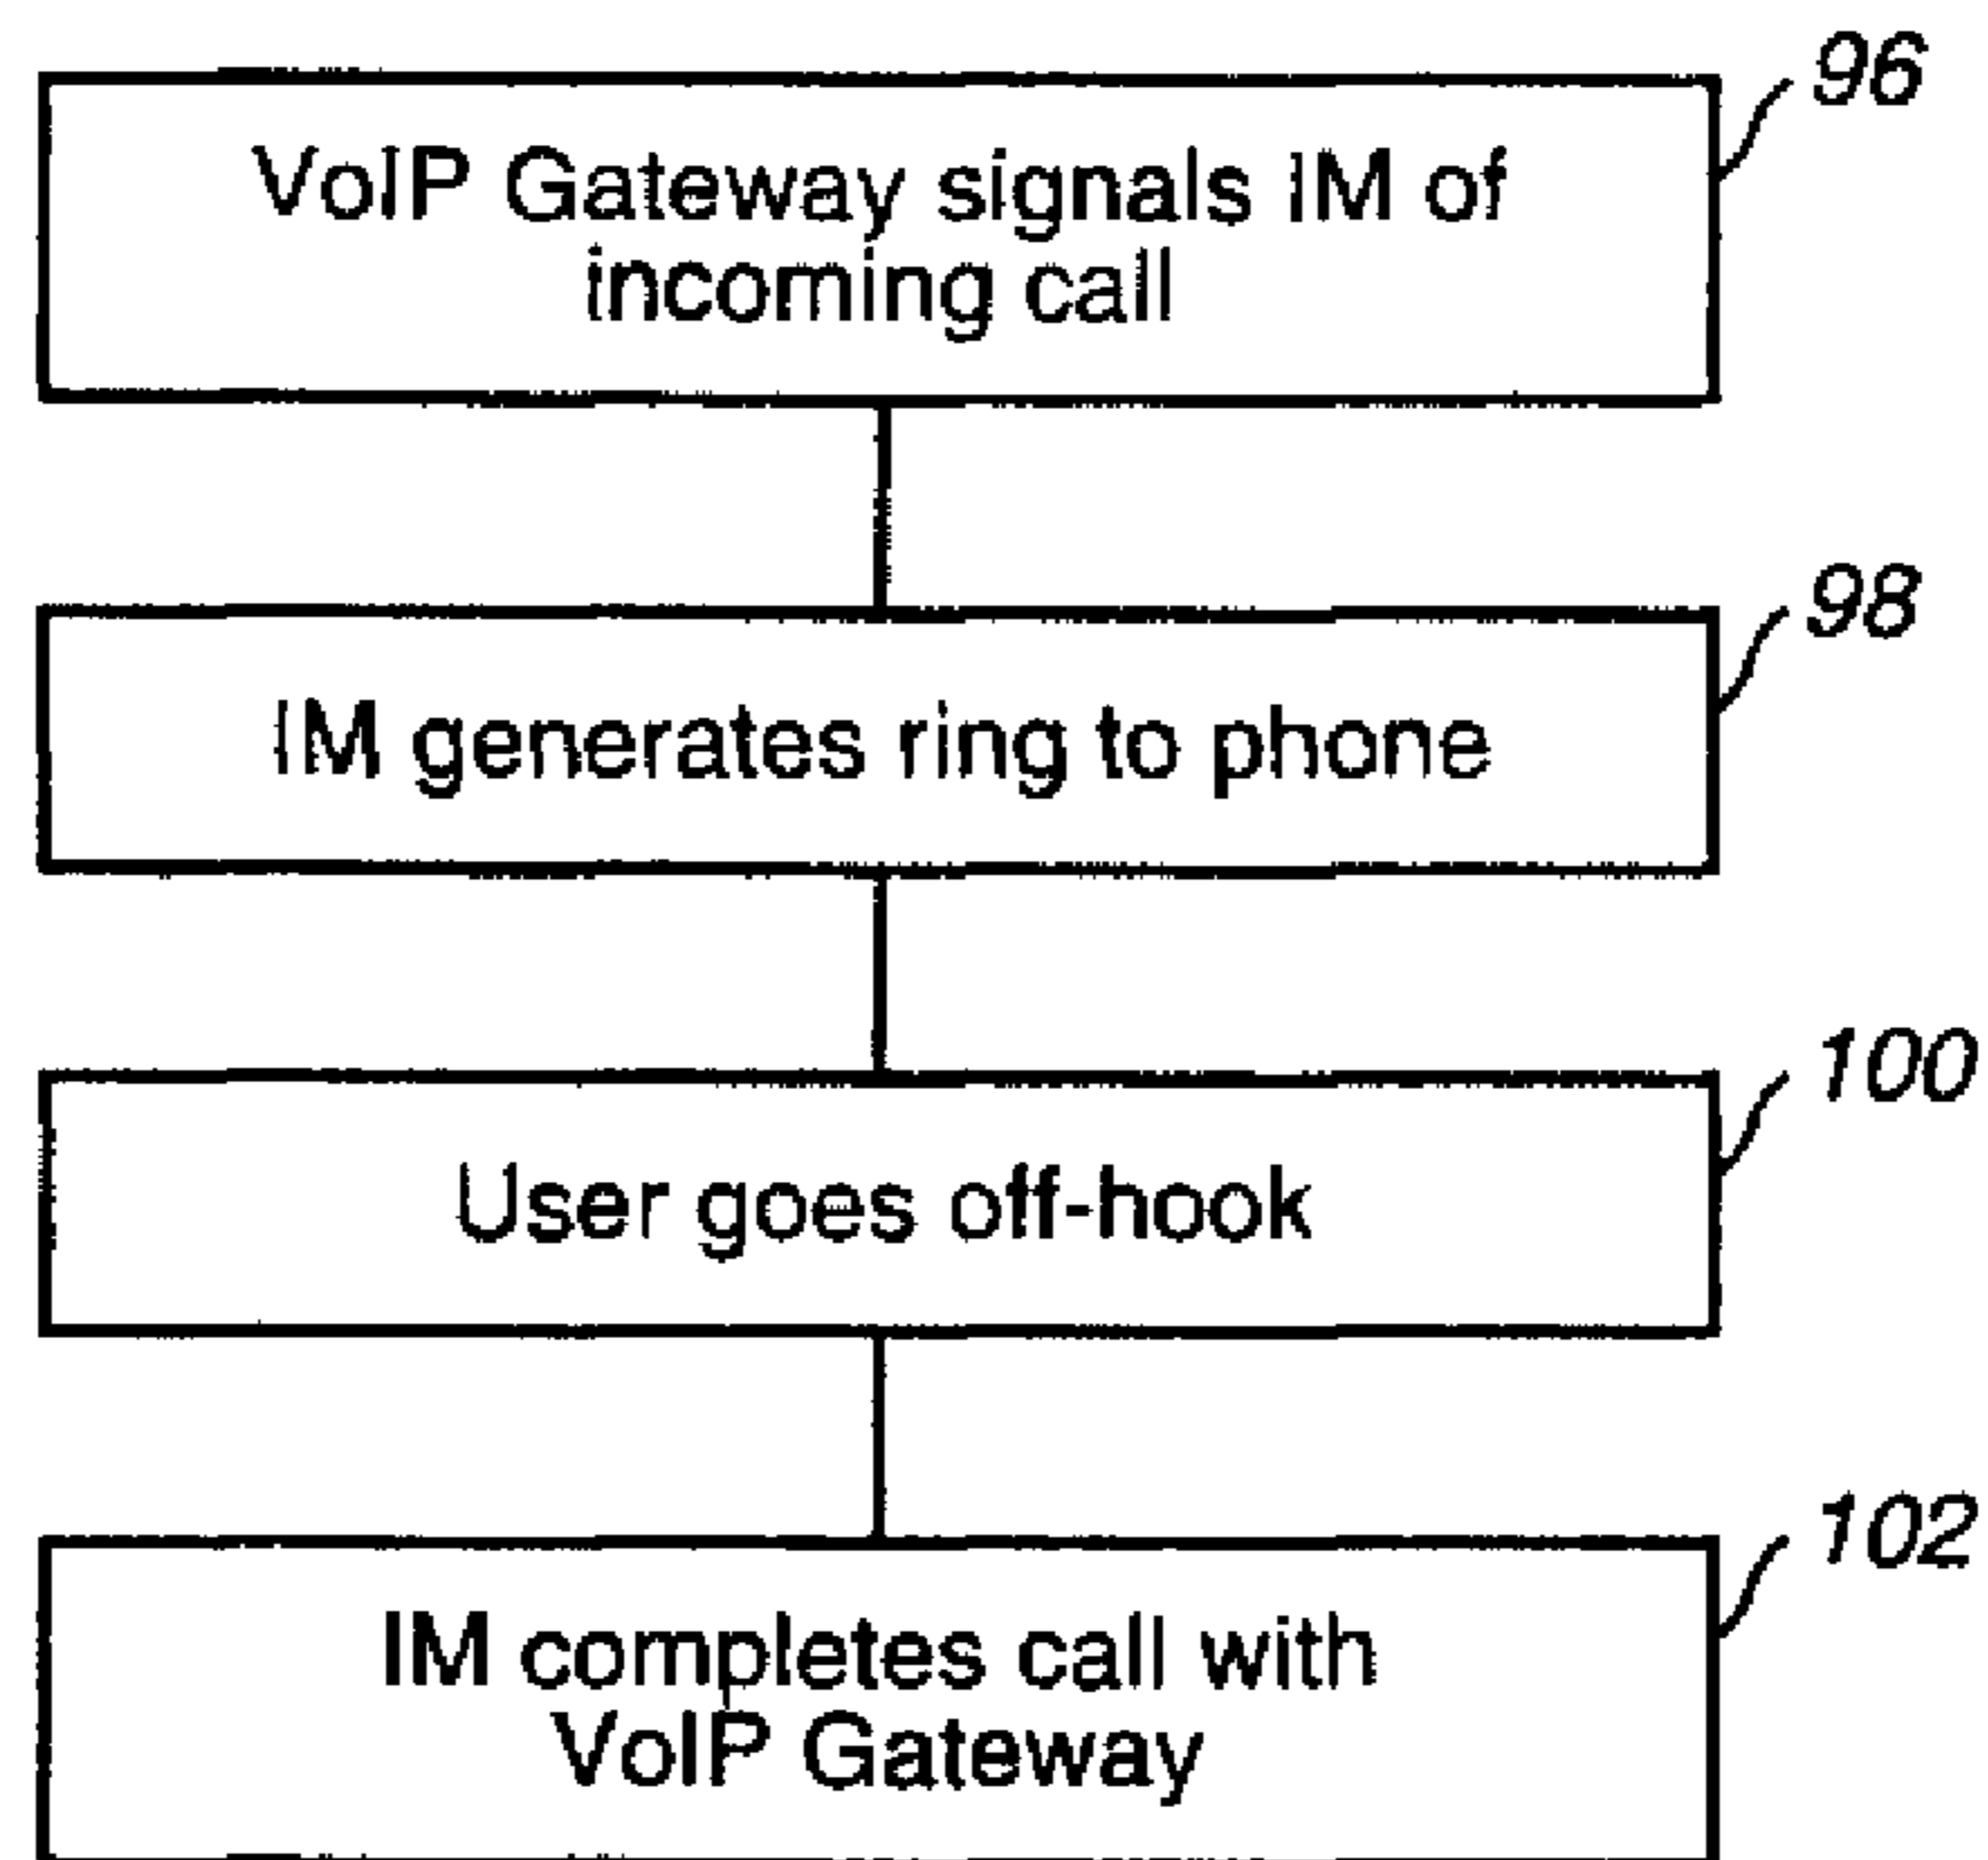 96
VoIP Gateway signals IM of
incoming call
98
IM generates ring to phone
100
User goes off-hook
102
IM completes call with
VoIP Gateway